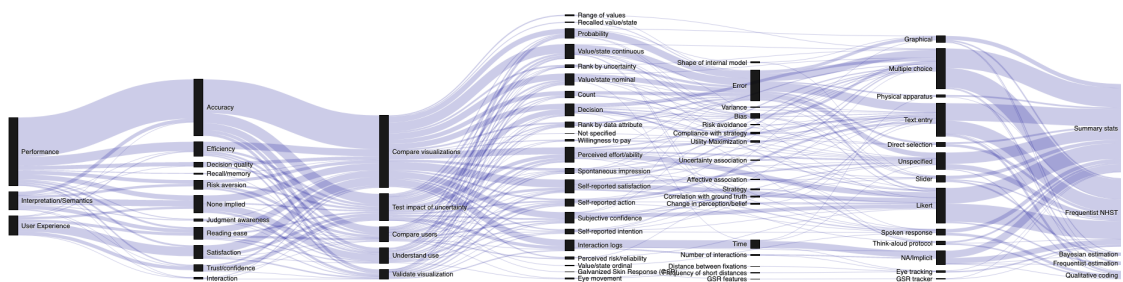 Performance
Interpretation/Semantics
User Experience
Accuracy
Efficiency
Decision quality
Recall/memory
Risk aversion
None implied
Judgment awareness
Reading ease
Satisfaction
Trust/confidence
Interaction
Compare visualizations
Test impact of uncertainty
Compare users
Understand use
Validate visualization
Range of values
Recalled value/state
Probability
Value/state continuous
Rank by uncertainty
Value/state nominal
Count
Decision
Rank by data attribute
Not specified
Willingness to pay
Perceived effort/ability
Spontaneous impression
Self-reported satisfaction
Self-reported action
Subjective confidence
Self-reported intention
Interaction logs
Perceived risk/reliability
Value/state ordinal
Galvanized Skin Response (GSR)
Eye movement
Shape of internal model
Error
Variance
Bias
Risk avoidance
Compliance with strategy
Utility Maximization
Uncertainty association
Affective association
Strategy
Correlation with ground truth
Change in perception/belief
Time
Number of interactions
Distance between fixations
Frequency of short distances
GSR features
Graphical
Multiple choice
Physical apparatus
Text entry
Direct selection
Unspecified
Slider
Likert
Spoken response
Think-aloud protocol
NA/Implicit
Eye tracking
GSR tracker
Summary stats
Frequentist NHST
Bayesian estimation
Frequentist estimation
Qualitative coding